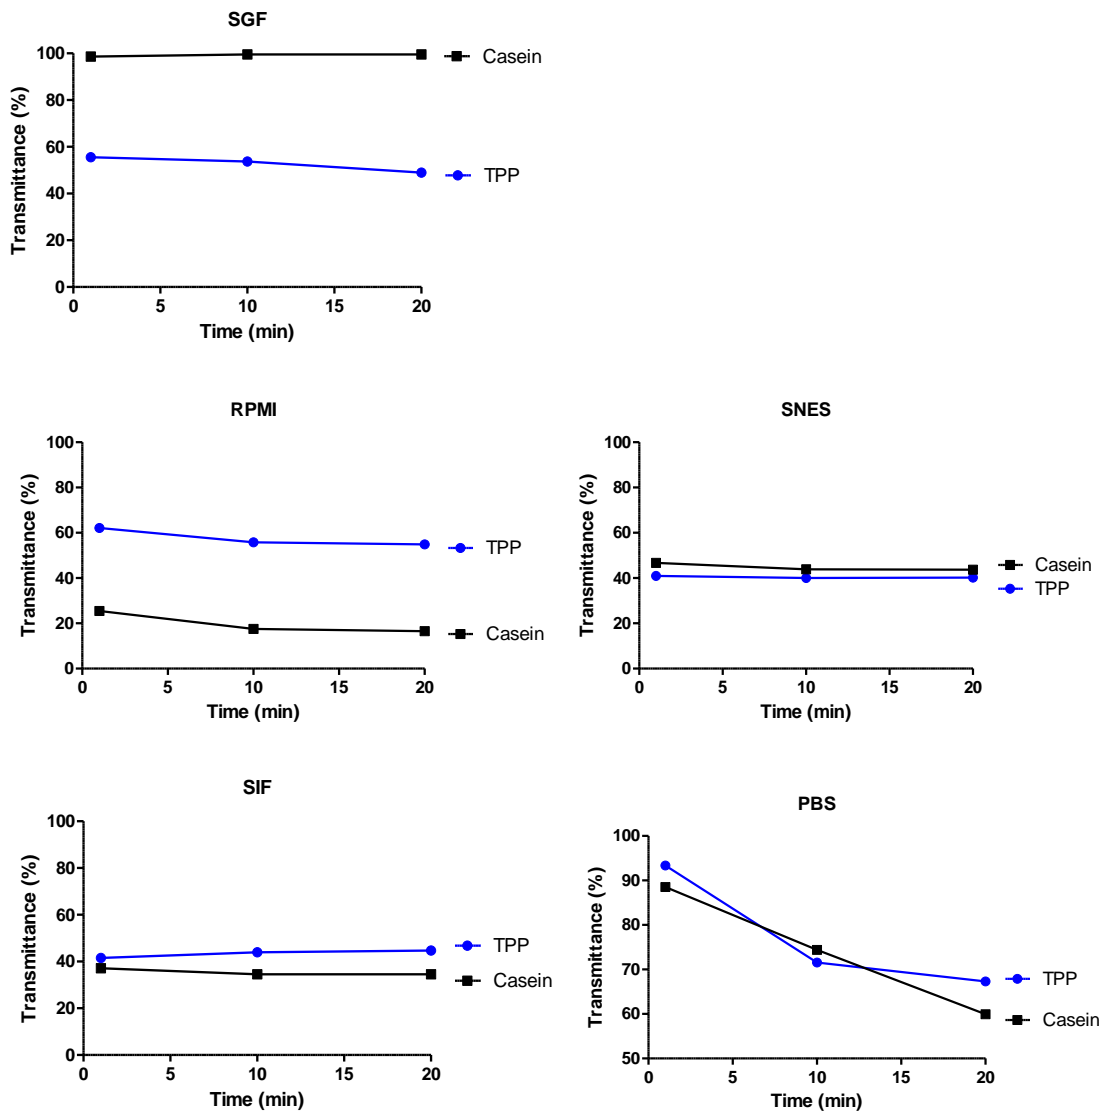 SGF
Transmittance (%)
100
80
60
40
20
0
0 5 10 15 20
Time (min)
Casein
TPP
RPMI
Transmittance (%)
100
80
60
40
20
0
0 5 10 15 20
Time (min)
TPP
Casein
SNES
Transmittance (%)
100
80
60
40
20
0
0 5 10 15 20
Time (min)
Casein
TPP
SIF
Transmittance (%)
100
80
60
40
20
0
0 5 10 15 20
Time (min)
TPP
Casein
PBS
Transmittance (%)
100
90
80
70
60
50
0 5 10 15 20
Time (min)
TPP
Casein